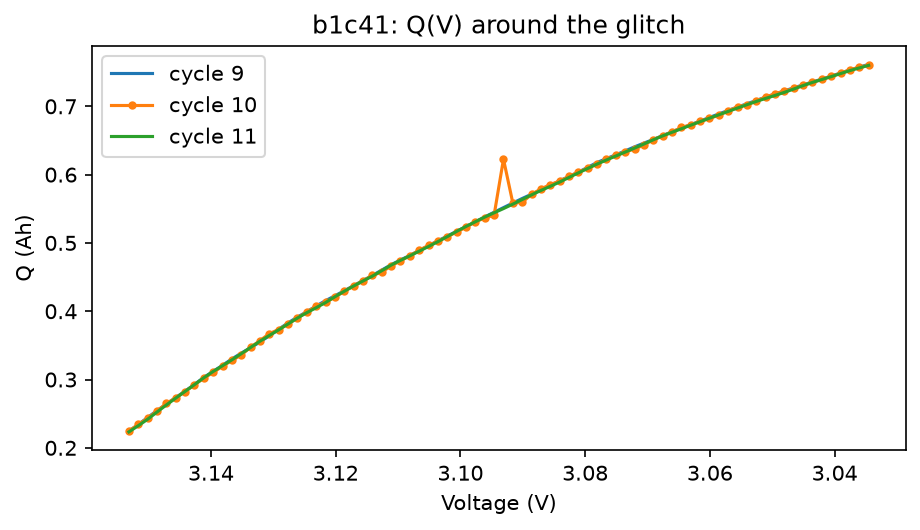 b1c41: Q(V) around the glitch
cycle 9
cycle 10
cycle 11
Q (Ah)
0.7
0.6
0.5
0.4
0.3
0.2
3.14 3.12 3.10 3.08 3.06 3.04
Voltage (V)